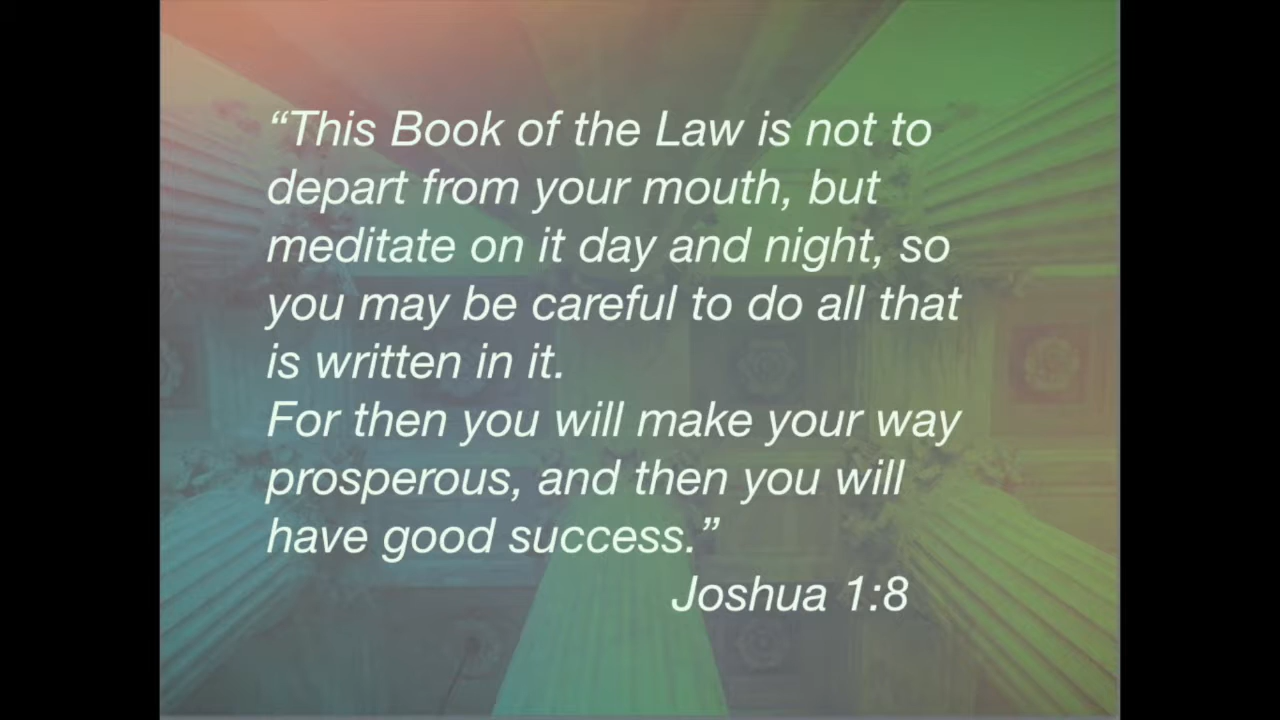 “This Book of the Law is not to
depart from your mouth, but
meditate on it day and night, so
you may be careful to do all that
is written in it.
For then you will make your way
prosperous, and then you will
have good success.”
Joshua 1:8